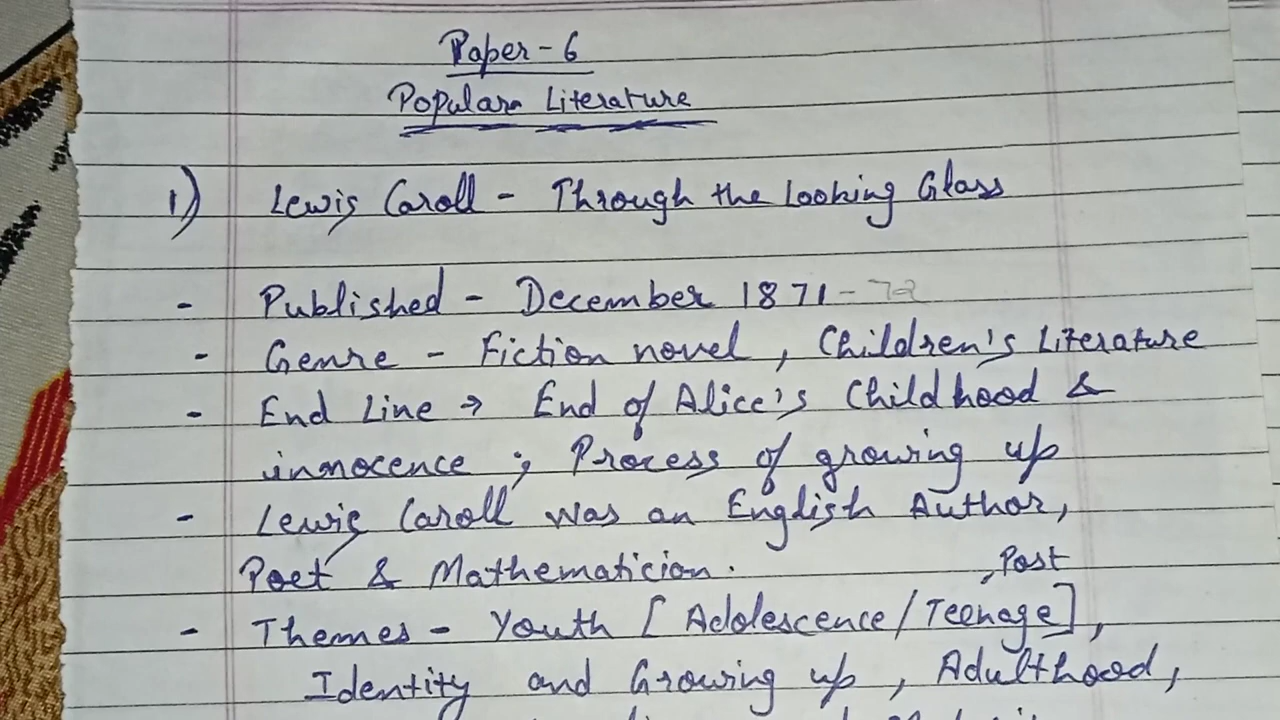 Paper-6
Popular Literature
1) Lewis Caroll - Through the Looking Glass
- Published - December 1871-72
- Genre - Fiction novel, Children's Literature
- End Line → End of Alice's Childhood &
innocence ; Process of growing up
- Lewis Caroll was an English Author,
Poet & Mathematician.
, Post
- Themes - Youth [Adolescence/Teenage],
Identity and Growing up, Adulthood,